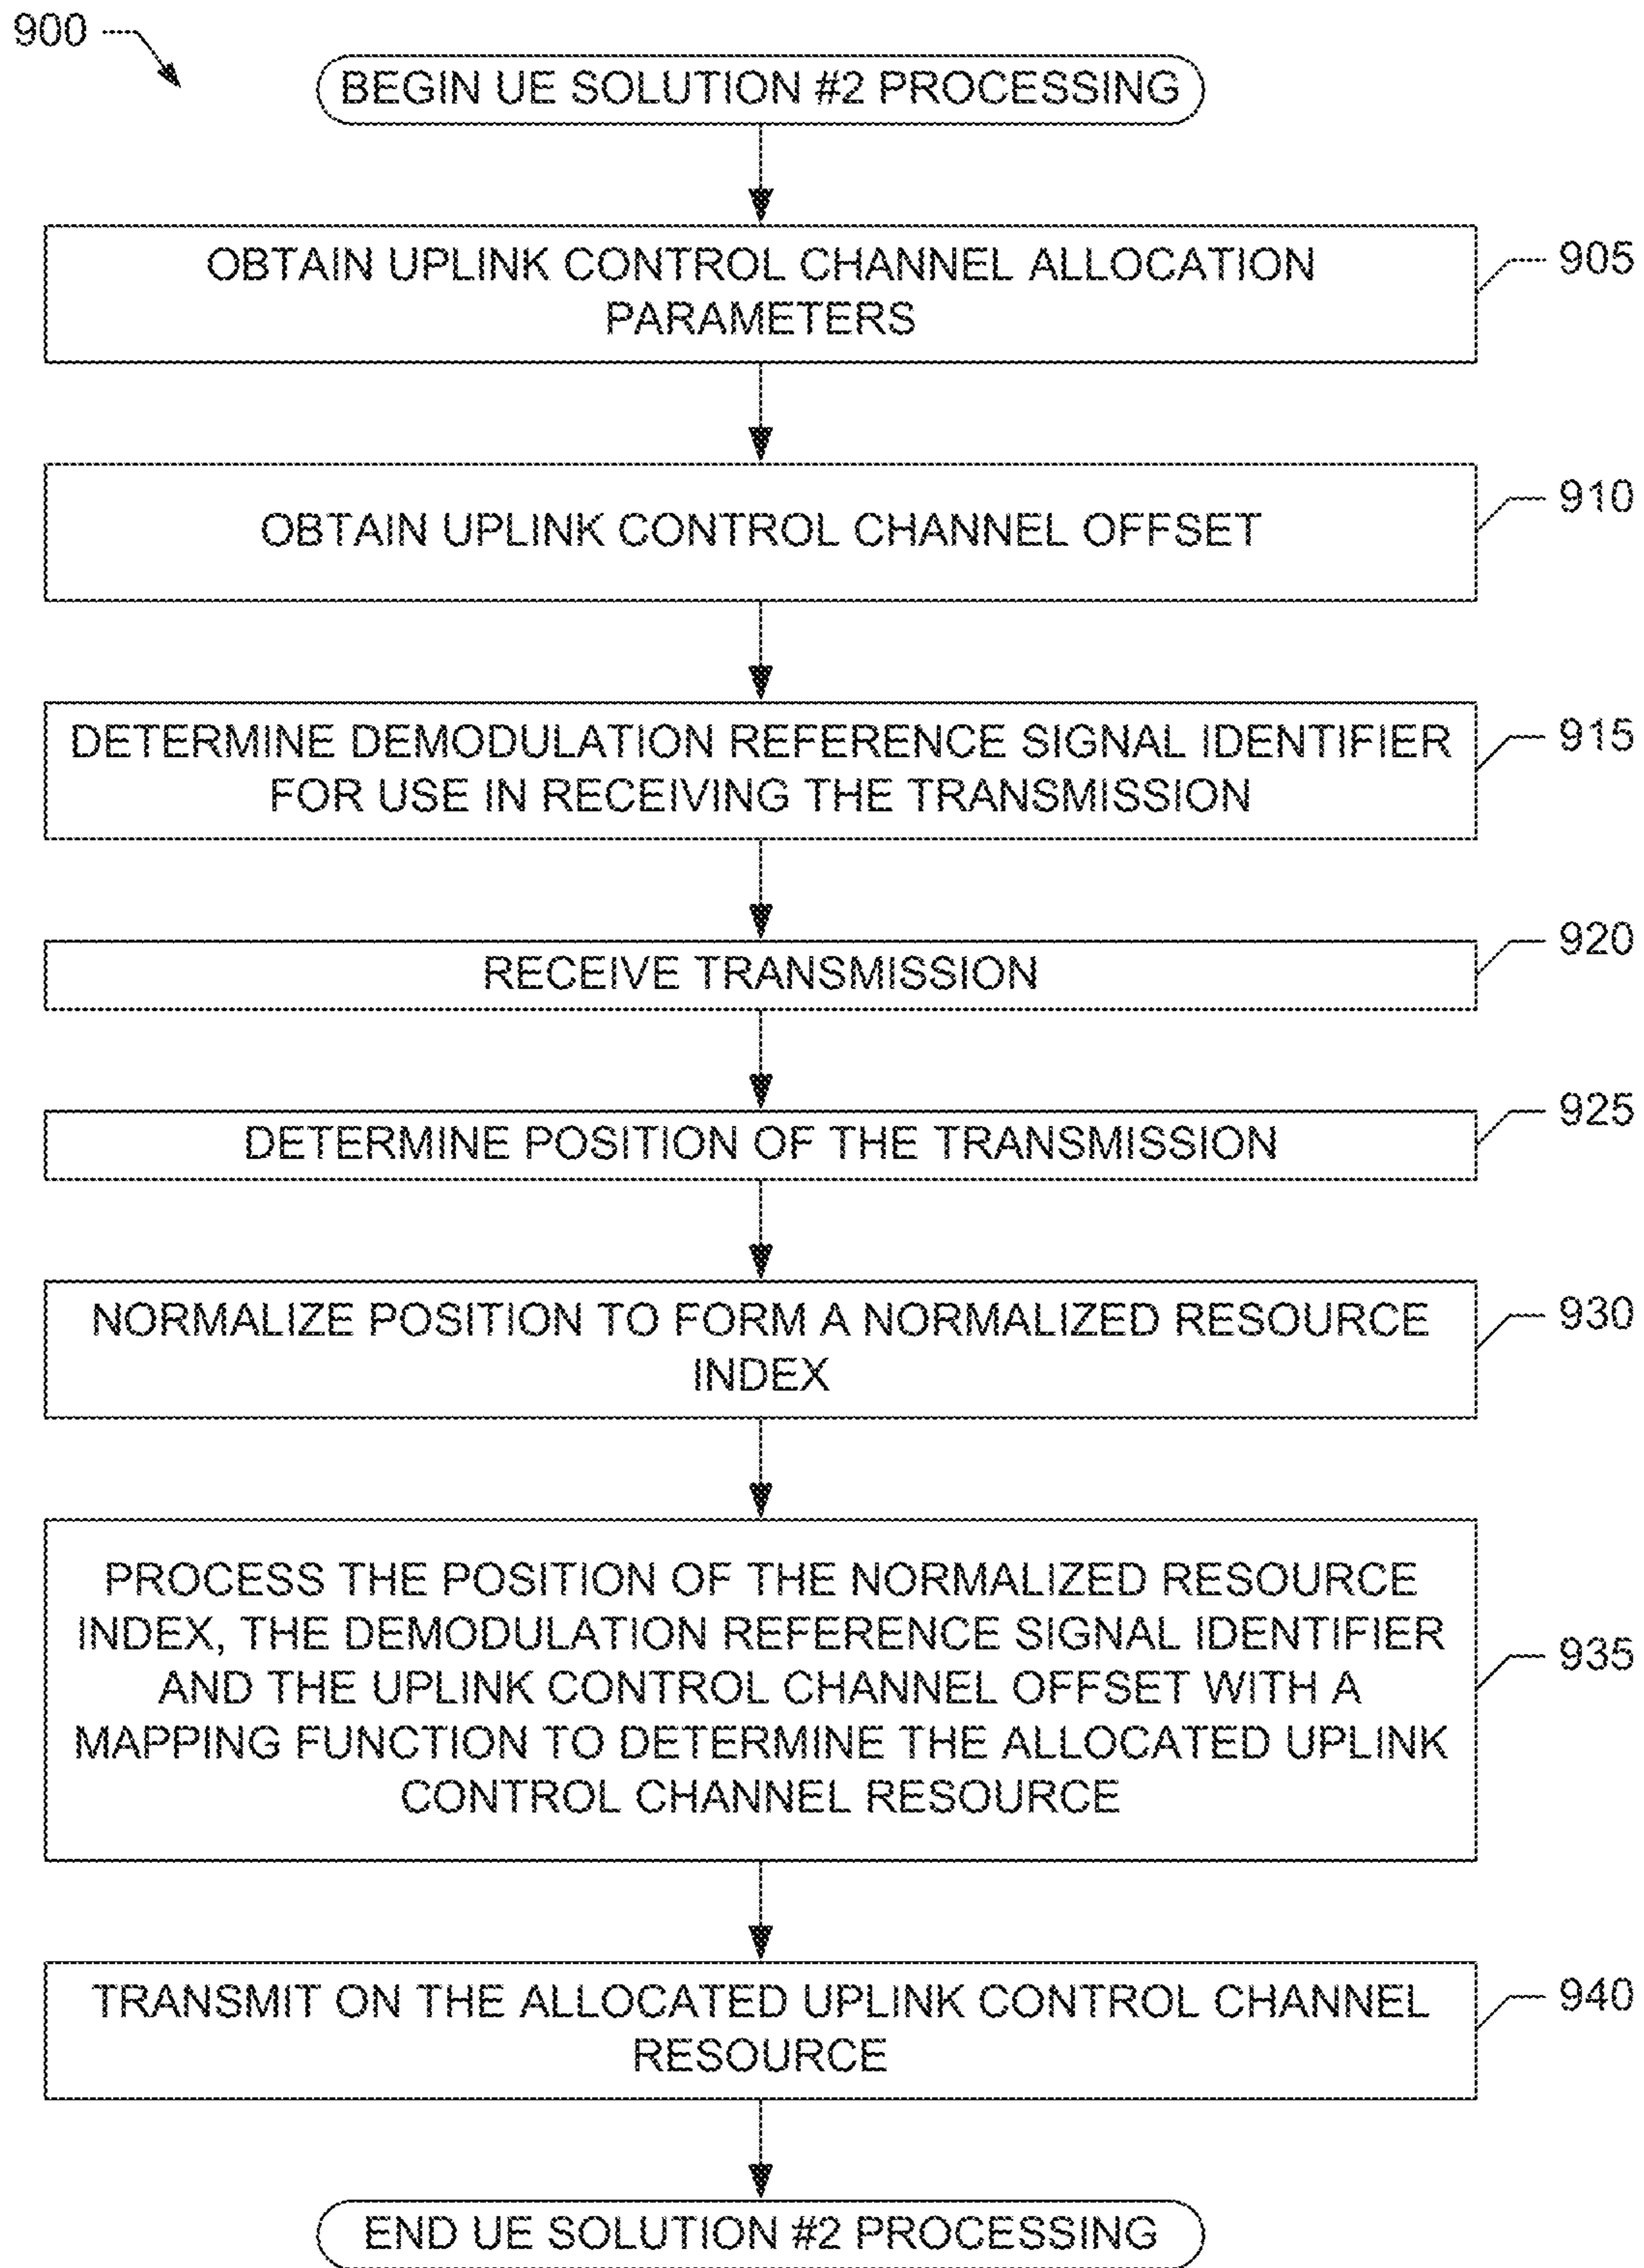 900
BEGIN UE SOLUTION #2 PROCESSING
OBTAIN UPLINK CONTROL CHANNEL ALLOCATION
PARAMETERS
905
OBTAIN UPLINK CONTROL CHANNEL OFFSET
910
DETERMINE DEMODULATION REFERENCE SIGNAL IDENTIFIER
FOR USE IN RECEIVING THE TRANSMISSION
915
RECEIVE TRANSMISSION
920
DETERMINE POSITION OF THE TRANSMISSION
925
NORMALIZE POSITION TO FORM A NORMALIZED RESOURCE
INDEX
930
PROCESS THE POSITION OF THE NORMALIZED RESOURCE
INDEX, THE DEMODULATION REFERENCE SIGNAL IDENTIFIER
AND THE UPLINK CONTROL CHANNEL OFFSET WITH A
MAPPING FUNCTION TO DETERMINE THE ALLOCATED UPLINK
CONTROL CHANNEL RESOURCE
935
TRANSMIT ON THE ALLOCATED UPLINK CONTROL CHANNEL
RESOURCE
940
END UE SOLUTION #2 PROCESSING